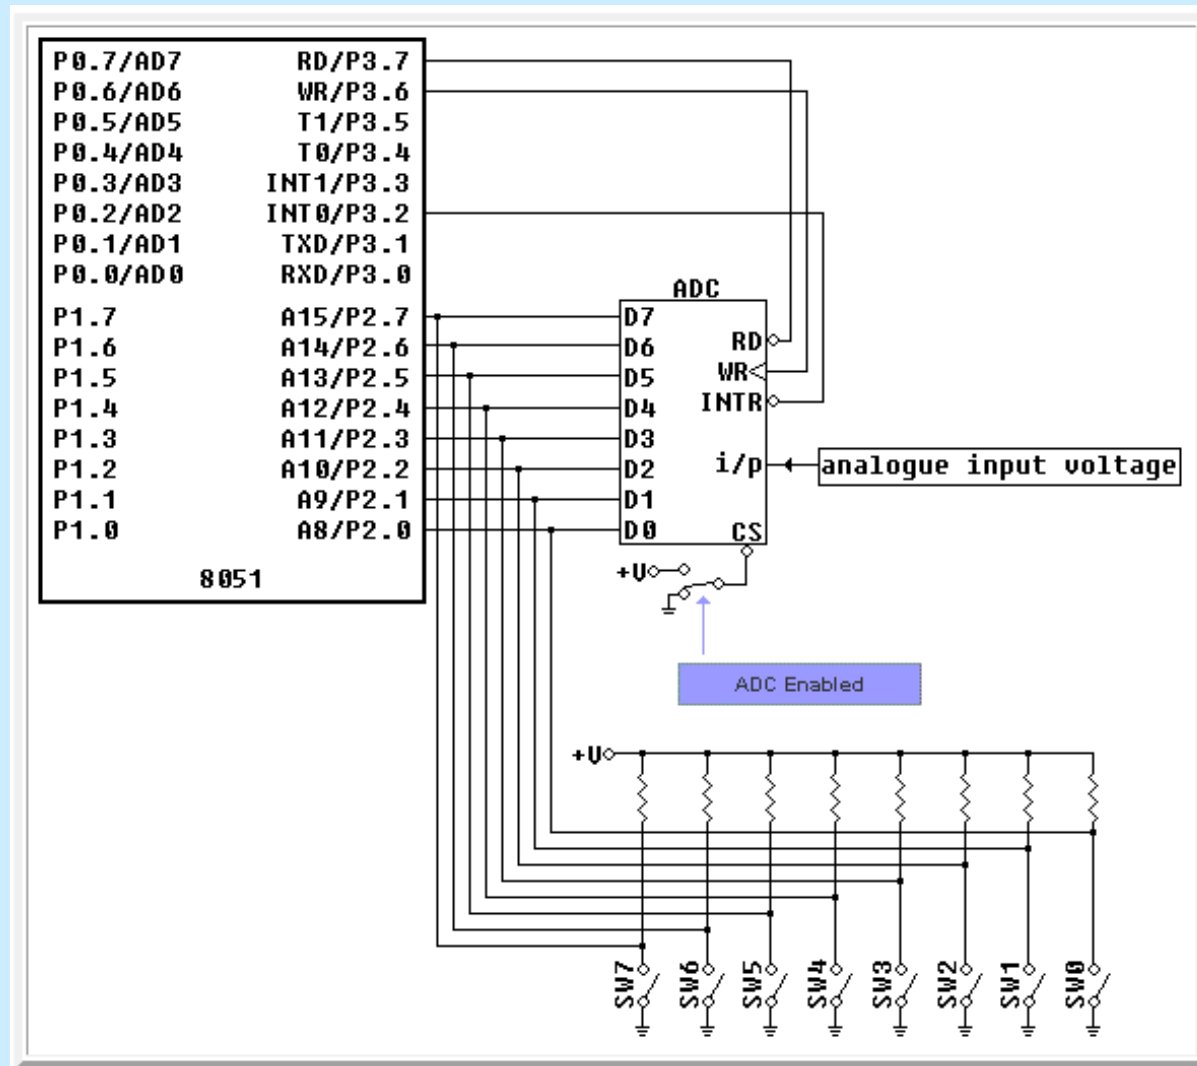 P0.7/AD7 RD/P3.7
P0.6/AD6 WR/P3.6
P0.5/AD5 T1/P3.5
P0.4/AD4 T0/P3.4
P0.3/AD3 INT1/P3.3
P0.2/AD2 INT0/P3.2
P0.1/AD1 TXD/P3.1
P0.0/AD0 RXD/P3.0
P1.7 A15/P2.7
P1.6 A14/P2.6
P1.5 A13/P2.5
P1.4 A12/P2.4
P1.3 A11/P2.3
P1.2 A10/P2.2
P1.1 A9/P2.1
P1.0 A8/P2.0
8051
ADC
D7
D6
D5
D4
D3
D2
D1
D0
RD
WR
INTR
i/p
CS
analogue input voltage
+V
ADC Enabled
+V
SW7
SW6
SW5
SW4
SW3
SW2
SW1
SW0